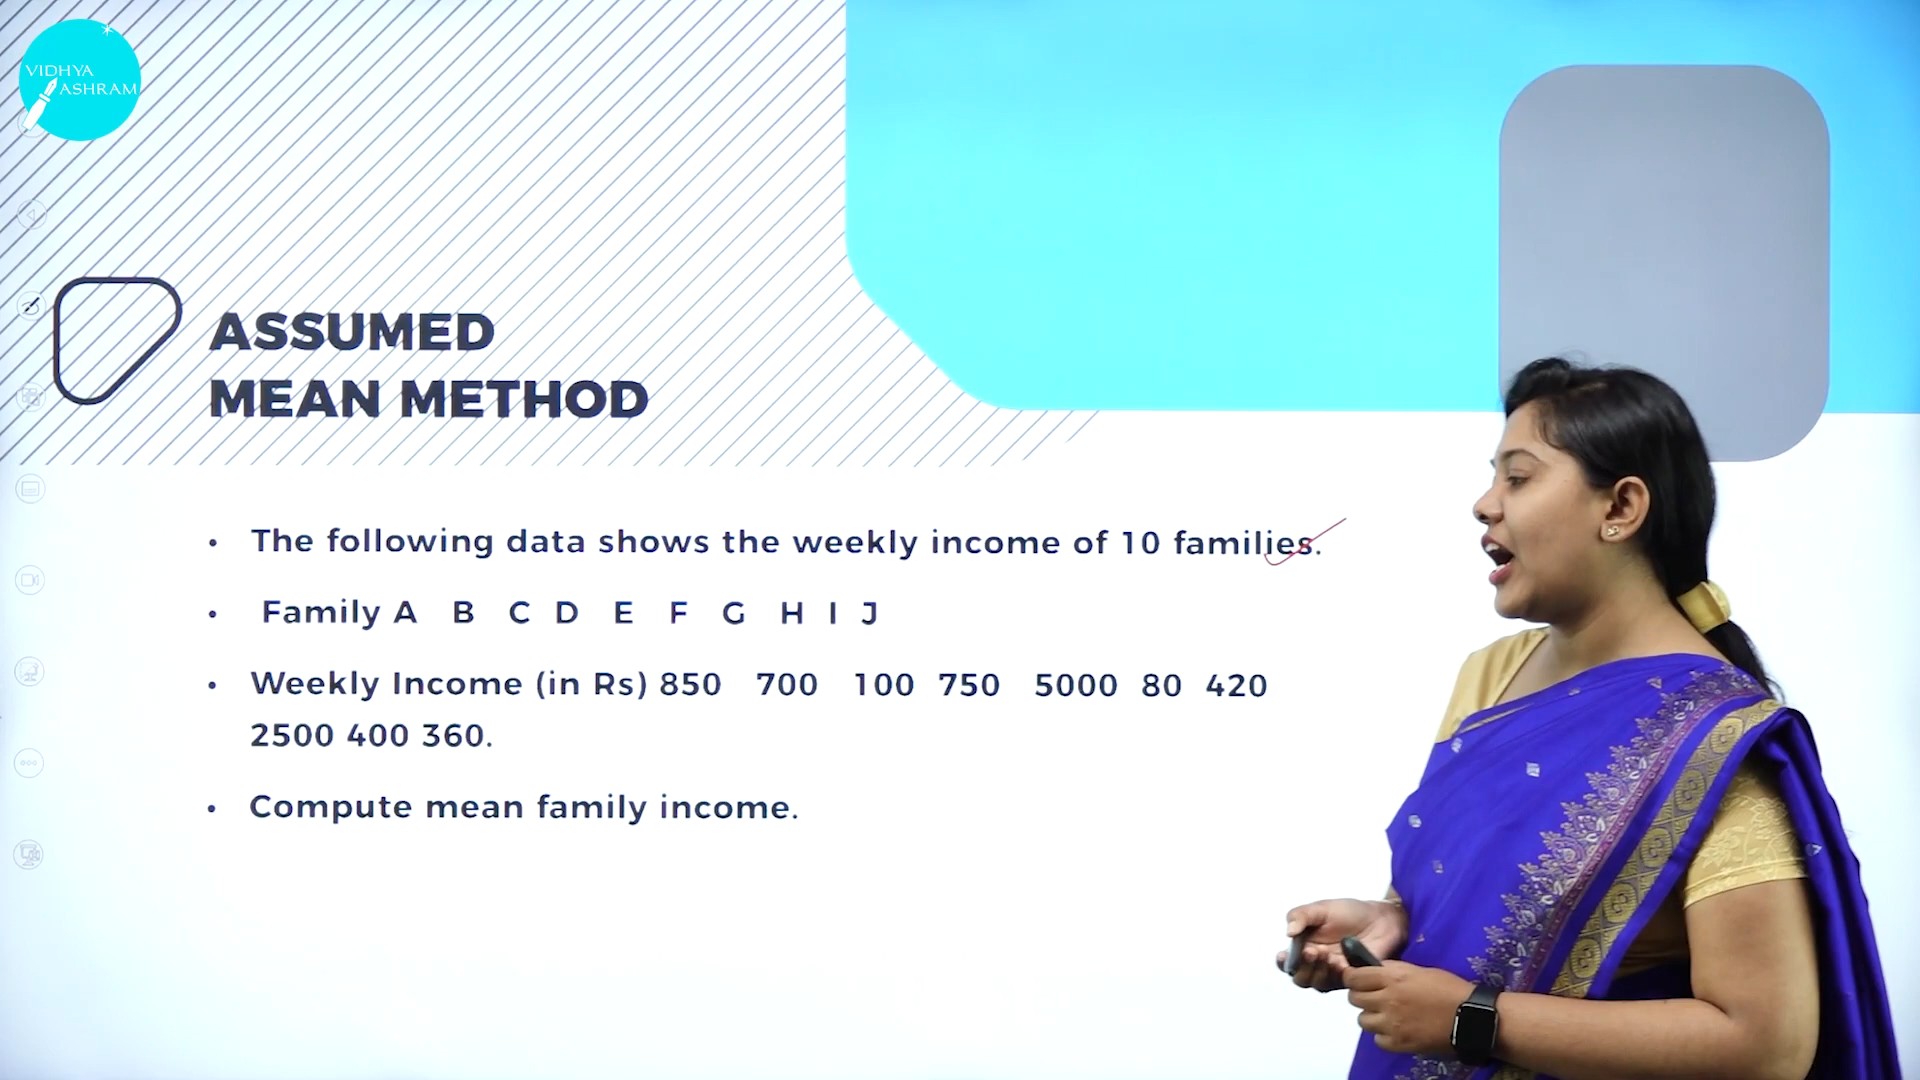 VIDHYA
ASHRAM
ASSUMED
MEAN METHOD
• The following data shows the weekly income of 10 families.
• Family A B C D E F G H I J
• Weekly Income (in Rs) 850 700 100 750 5000 80 420
2500 400 360.
• Compute mean family income.